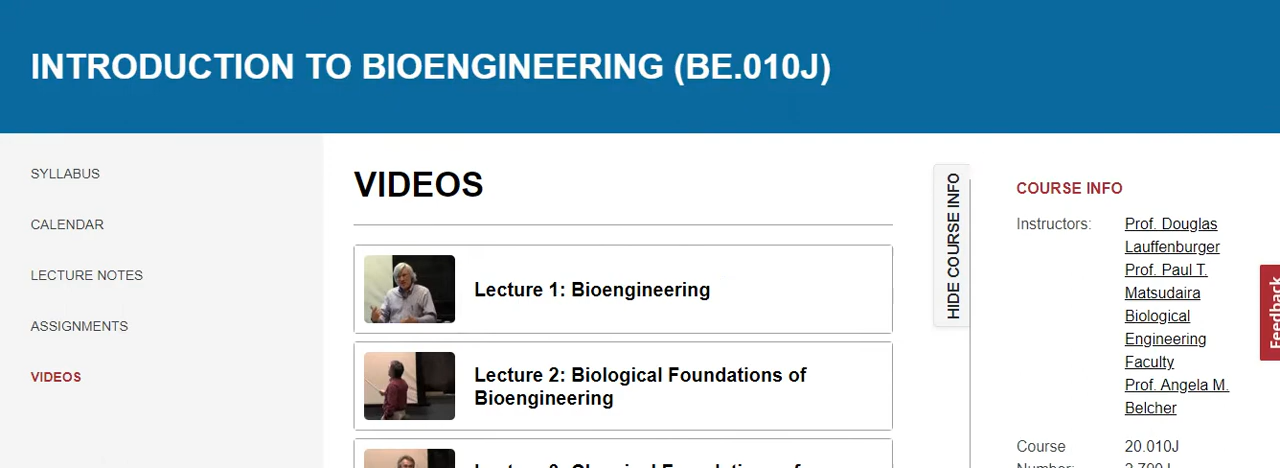 INTRODUCTION TO BIOENGINEERING (BE.010J)
SYLLABUS
CALENDAR
LECTURE NOTES
ASSIGNMENTS
VIDEOS
VIDEOS
Lecture 1: Bioengineering
Lecture 2: Biological Foundations of
Bioengineering
HIDE COURSE INFO
COURSE INFO
Instructors: Prof. Douglas
Lauffenburger
Prof. Paul T.
Matsudaira
Biological
Engineering
Faculty
Prof. Angela M.
Belcher
Course 20.010J
Feedback